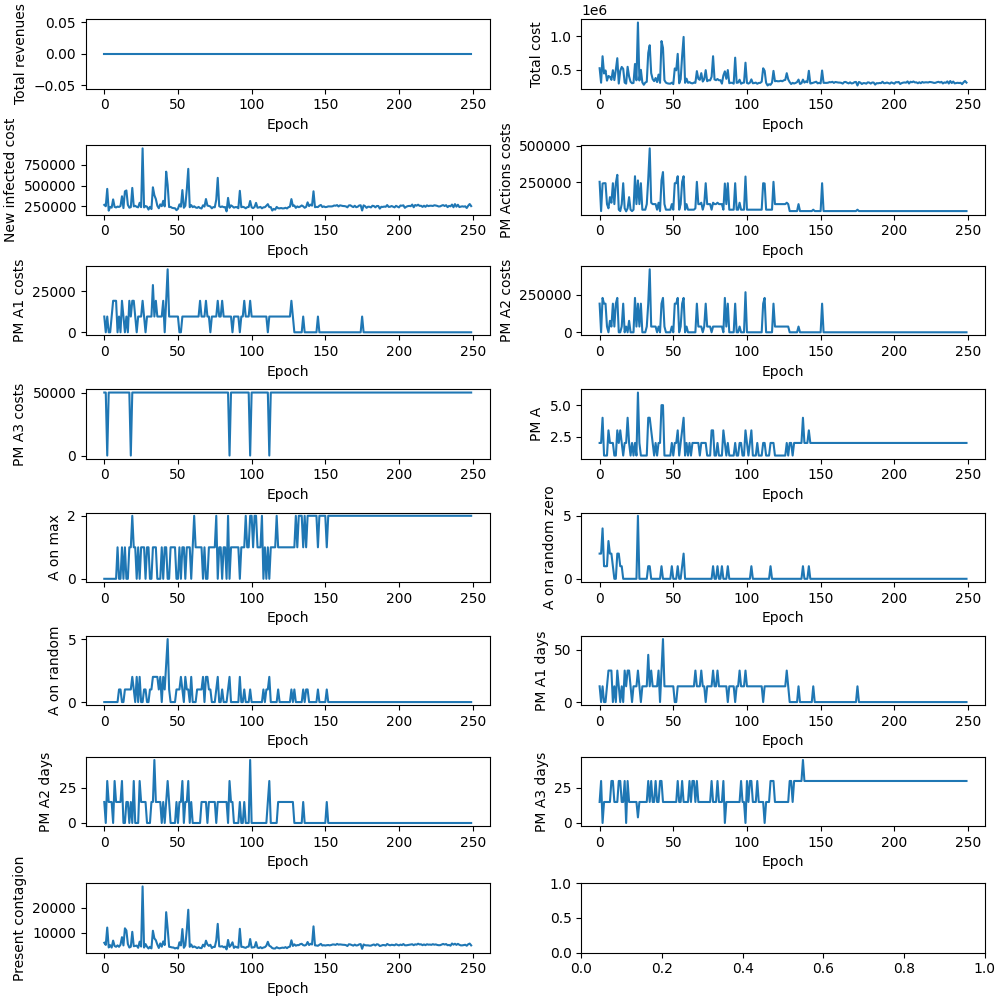 Total revenues
0.05
0.00
−0.05
0 50 100 150 200 250
Epoch
1e6
Total cost
1.0
0.5
0 50 100 150 200 250
Epoch
New infected cost
750000
500000
250000
0 50 100 150 200 250
Epoch
PM Actions costs
500000
250000
0 50 100 150 200 250
Epoch
PM A1 costs
25000
0
0 50 100 150 200 250
Epoch
PM A2 costs
250000
0
0 50 100 150 200 250
Epoch
PM A3 costs
50000
0
0 50 100 150 200 250
Epoch
PM A
5.0
2.5
0 50 100 150 200 250
Epoch
A on max
2
0
0 50 100 150 200 250
Epoch
A on random zero
5
0
0 50 100 150 200 250
Epoch
A on random
5
0
0 50 100 150 200 250
Epoch
PM A1 days
50
0
0 50 100 150 200 250
Epoch
PM A2 days
25
0
0 50 100 150 200 250
Epoch
PM A3 days
25
0
0 50 100 150 200 250
Epoch
Present contagion
20000
10000
0 50 100 150 200 250
Epoch
1.0
0.5
0.0
0.0 0.2 0.4 0.6 0.8 1.0